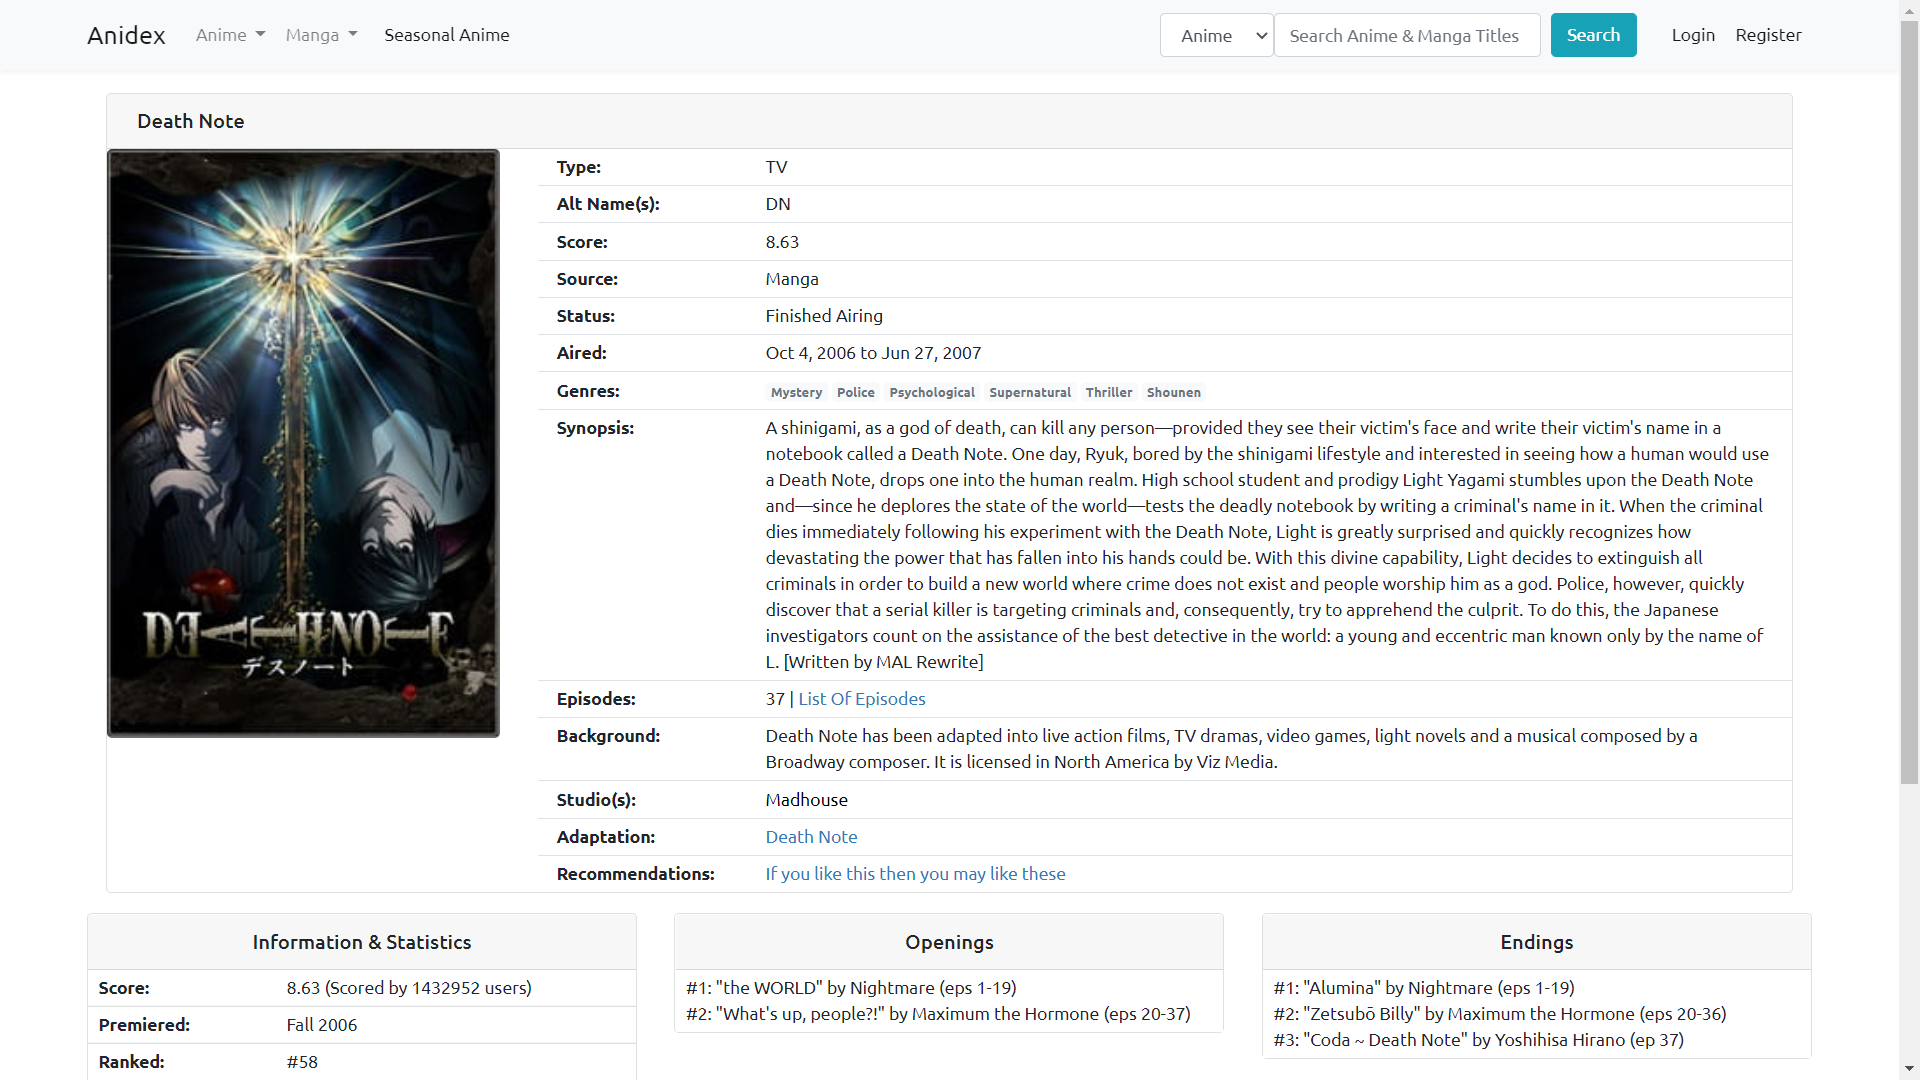 Anidex Anime Manga Seasonal Anime Anime Search Anime & Manga Titles Search Login Register
Death Note
DEATHNOTE
デスノート
Type: TV
Alt Name(s): DN
Score: 8.63
Source: Manga
Status: Finished Airing
Aired: Oct 4, 2006 to Jun 27, 2007
Genres: Mystery Police Psychological Supernatural Thriller Shounen
Synopsis: A shinigami, as a god of death, can kill any person—provided they see their victim's face and write their victim's name in a
notebook called a Death Note. One day, Ryuk, bored by the shinigami lifestyle and interested in seeing how a human would use
a Death Note, drops one into the human realm. High school student and prodigy Light Yagami stumbles upon the Death Note
and—since he deplores the state of the world—tests the deadly notebook by writing a criminal's name in it. When the criminal
dies immediately following his experiment with the Death Note, Light is greatly surprised and quickly recognizes how
devastating the power that has fallen into his hands could be. With this divine capability, Light decides to extinguish all
criminals in order to build a new world where crime does not exist and people worship him as a god. Police, however, quickly
discover that a serial killer is targeting criminals and, consequently, try to apprehend the culprit. To do this, the Japanese
investigators count on the assistance of the best detective in the world: a young and eccentric man known only by the name of
L. [Written by MAL Rewrite]
Episodes: 37 | List Of Episodes
Background: Death Note has been adapted into live action films, TV dramas, video games, light novels and a musical composed by a
Broadway composer. It is licensed in North America by Viz Media.
Studio(s): Madhouse
Adaptation: Death Note
Recommendations: If you like this then you may like these
Information & Statistics
Score: 8.63 (Scored by 1432952 users)
Premiered: Fall 2006
Ranked: #58
Openings
#1: "the WORLD" by Nightmare (eps 1-19)
#2: "What's up, people?!" by Maximum the Hormone (eps 20-37)
Endings
#1: "Alumina" by Nightmare (eps 1-19)
#2: "Zetsubō Billy" by Maximum the Hormone (eps 20-36)
#3: "Coda ~ Death Note" by Yoshihisa Hirano (ep 37)